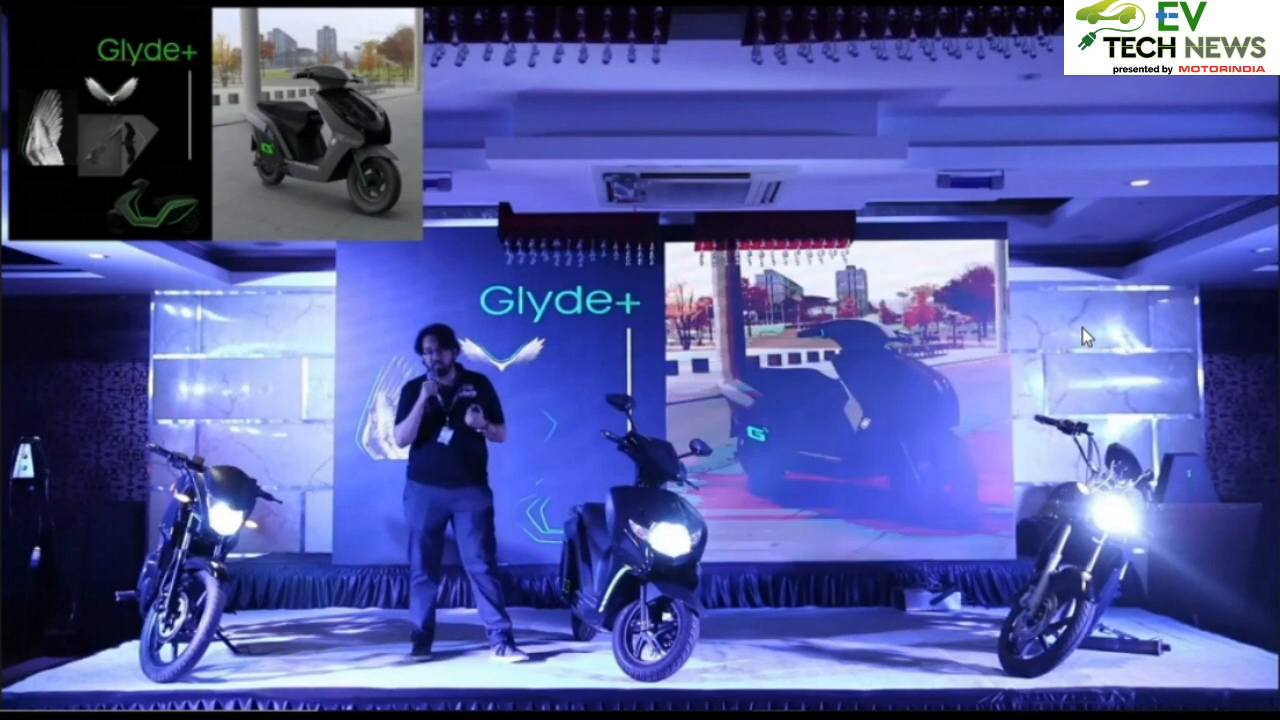 Glyde+
EV
TECH NEWS
presented by MOTORINDIA
Glyde+
G
G